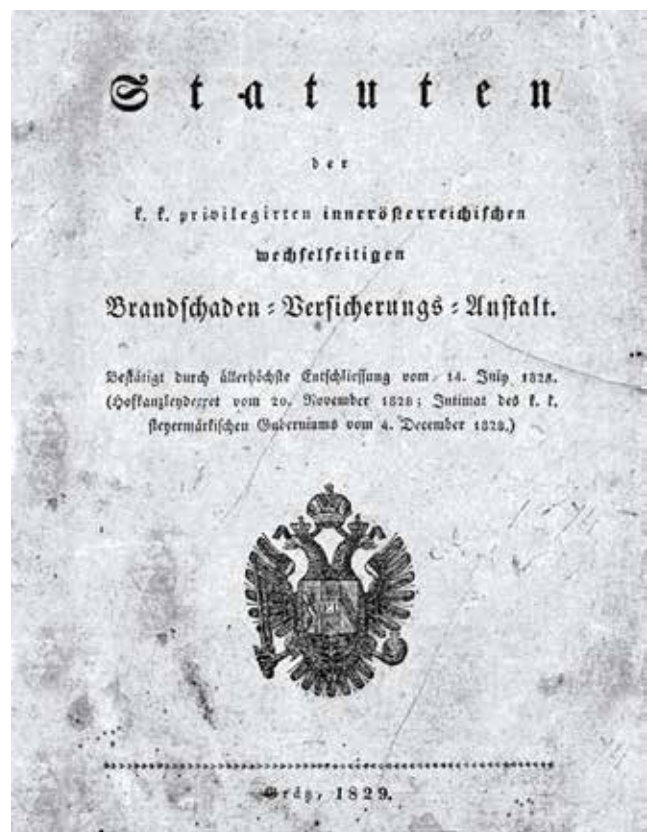 Statuten
der
k. k. privilegirten innerösterreichischen
wechselseitigen
Brandschaden-Versicherungs-Anstalt.
Bestätigt durch allerhöchste Entschliessung vom 14. July 1828.
(Hofkanzleydecret vom 20. November 1828; Intimat des k. k.
steyermärkischen Guberniums vom 4. December 1828.)
Grätz, 1829.